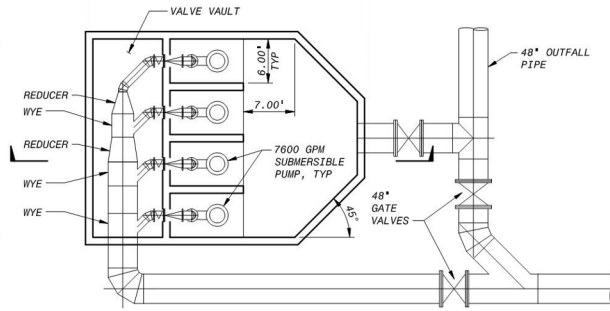 VALVE VAULT
48" OUTFALL
PIPE
6.00'
TYP
REDUCER
WYE
7.00'
REDUCER
7600 GPM
SUBMERSIBLE
PUMP, TYP
WYE
48"
GATE
VALVES
WYE
45°